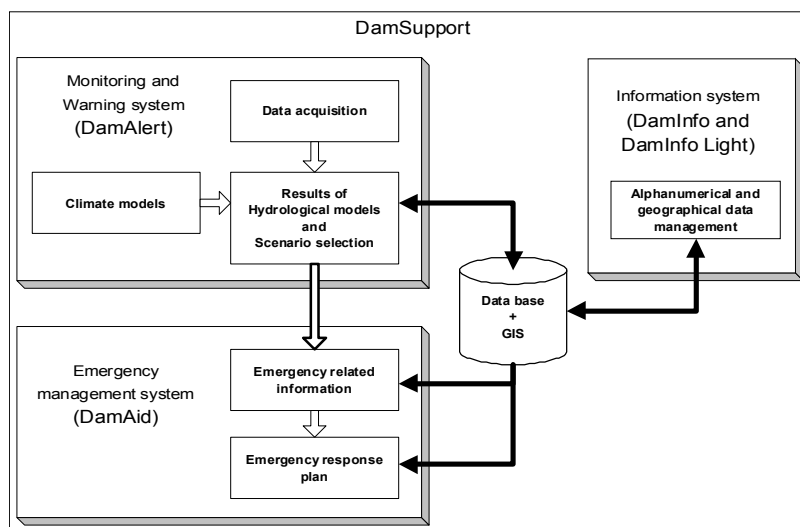 DamSupport
Monitoring and
Warning system
(DamAlert)
Data acquisition
Climate models
Results of
Hydrological models
and
Scenario selection
Information system
(DamInfo and
DamInfo Light)
Alphanumerical and
geographical data
management
Data base
+
GIS
Emergency
management system
(DamAid)
Emergency related
information
Emergency response
plan